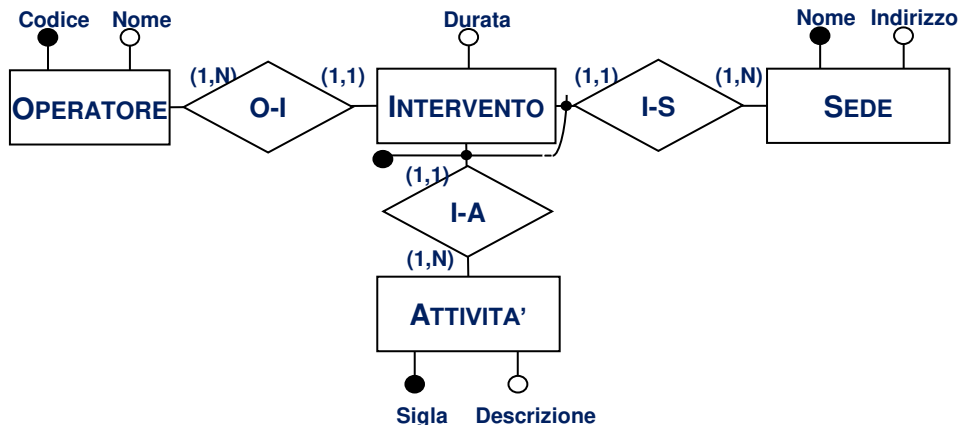 Codice Nome Durata Nome Indirizzo
(1,N) (1,1) (1,1) (1,N)
OPERATORE O-I INTERVENTO I-S SEDE
(1,1)
I-A
(1,N)
ATTIVITA’
Sigla Descrizione